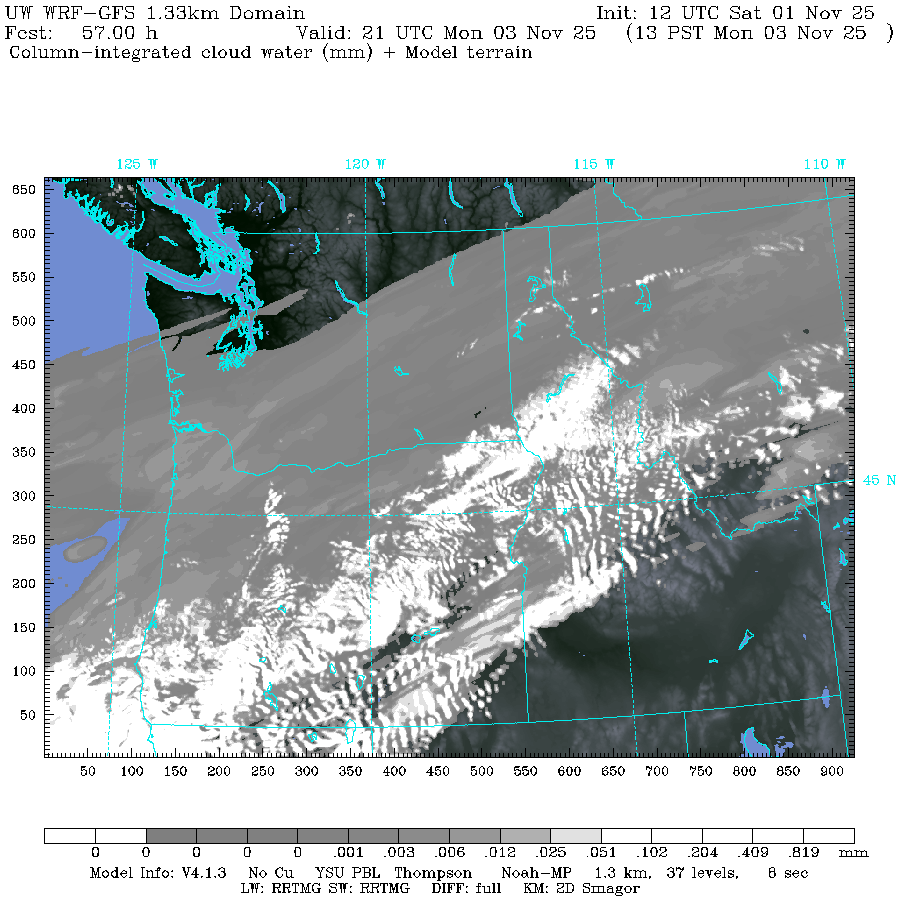 UW WRF-GFS 1.33km Domain Init: 12 UTC Sat 01 Nov 25
Fcst: 57.00 h Valid: 21 UTC Mon 03 Nov 25 (13 PST Mon 03 Nov 25 )
Column-integrated cloud water (mm) + Model terrain
125 W 120 W 115 W 110 W
650
600
550
500
450
400
350
45 N
300
250
200
150
100
50
50 100 150 200 250 300 350 400 450 500 550 600 650 700 750 800 850 900
0 0 0 0 .001 .003 .006 .012 .025 .051 .102 .204 .409 .819 mm
Model Info: V4.1.3 No Cu YSU PBL Thompson Noah-MP 1.3 km, 37 levels, 8 sec
LW: RRTMG SW: RRTMG DIFF: full KM: 2D Smagor